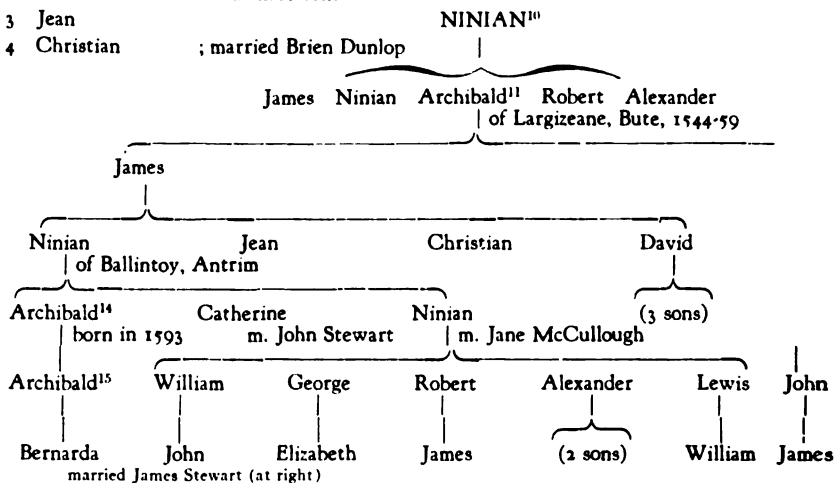 3 Jean NINIAN¹⁰
4 Christian ; married Brien Dunlop
James Ninian Archibald¹¹ Robert Alexander
of Largizeane, Bute, 1544-59
James
Ninian Jean Christian David
of Ballintoy, Antrim
Archibald¹⁴ Catherine Ninian (3 sons)
born in 1593 m. John Stewart m. Jane McCullough
Archibald¹⁵ William George Robert Alexander Lewis John
Bernarda John Elizabeth James (2 sons) William James
married James Stewart (at right)